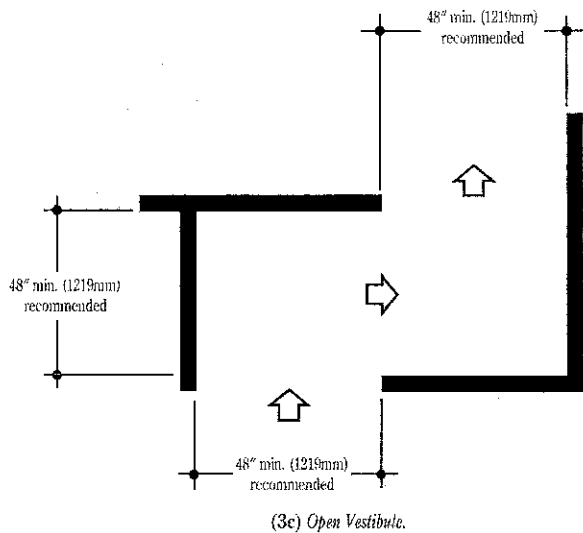 48" min. (1219mm)
recommended
48" min. (1219mm)
recommended
48" min. (1219mm)
recommended
(3c) Open Vestibule.